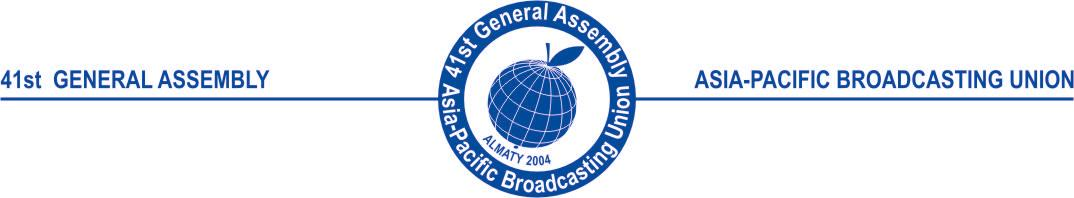 41st GENERAL ASSEMBLY
41st General Assembly
Asia-Pacific Broadcasting Union
ALMATY 2004
ASIA-PACIFIC BROADCASTING UNION